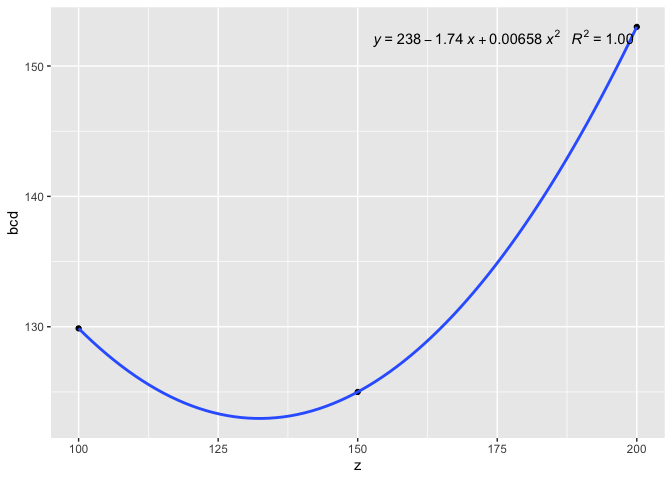 y = 238 – 1.74 x + 0.00658 x² R² = 1.00
150
140
130
bcd
100 125 150 175 200
z